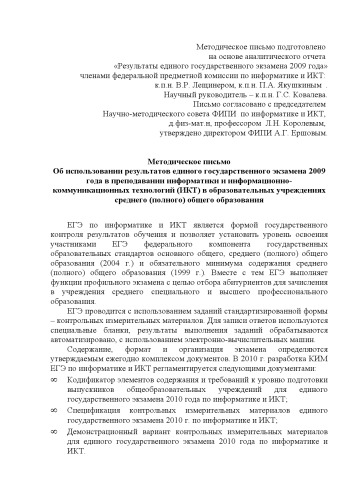 Методическое письмо подготовлено
на основе аналитического отчета
«Результаты единого государственного экзамена 2009 года»
членами федеральной предметной комиссии по информатике и ИКТ:
к.п.н. В.Р. Лещинером, к.п.н. П.А. Якушкиным .
Научный руководитель – к.п.н. Г.С. Ковалева.
Письмо согласовано с председателем
Научно-методического совета ФИПИ по информатике и ИКТ,
д.физ-мат.н, профессором Л.Н. Королевым,
утверждено директором ФИПИ А.Г. Ершовым.
Методическое письмо
Об использовании результатов единого государственного экзамена 2009
года в преподавании информатики и информационно-
коммуникационных технологий (ИКТ) в образовательных учреждениях
среднего (полного) общего образования
ЕГЭ по информатике и ИКТ является формой государственного
контроля результатов обучения и позволяет установить уровень освоения
участниками ЕГЭ федерального компонента государственных
образовательных стандартов основного общего, среднего (полного) общего
образования (2004 г.) и обязательного минимума содержания среднего
(полного) общего образования (1999 г.). Вместе с тем ЕГЭ выполняет
функции профильного экзамена с целью отбора абитуриентов для зачисления
в учреждения среднего специального и высшего профессионального
образования.
ЕГЭ проводится с использованием заданий стандартизированной формы
– контрольных измерительных материалов. Для записи ответов используются
специальные бланки, результаты выполнения заданий обрабатываются
автоматизировано, с использованием электронно-вычислительных машин.
Содержание, формат и организация экзамена определяются
утверждаемым ежегодно комплексом документов. В 2010 г. разработка КИМ
ЕГЭ по информатике и ИКТ регламентируется следующими документами:
∞ Кодификатор элементов содержания и требований к уровню подготовки
выпускников общеобразовательных учреждений для единого
государственного экзамена 2010 года по информатике и ИКТ;
∞ Спецификация контрольных измерительных материалов единого
государственного экзамена 2010 г. по информатике и ИКТ;
∞ Демонстрационный вариант контрольных измерительных материалов
для единого государственного экзамена 2010 года по информатике и
ИКТ.